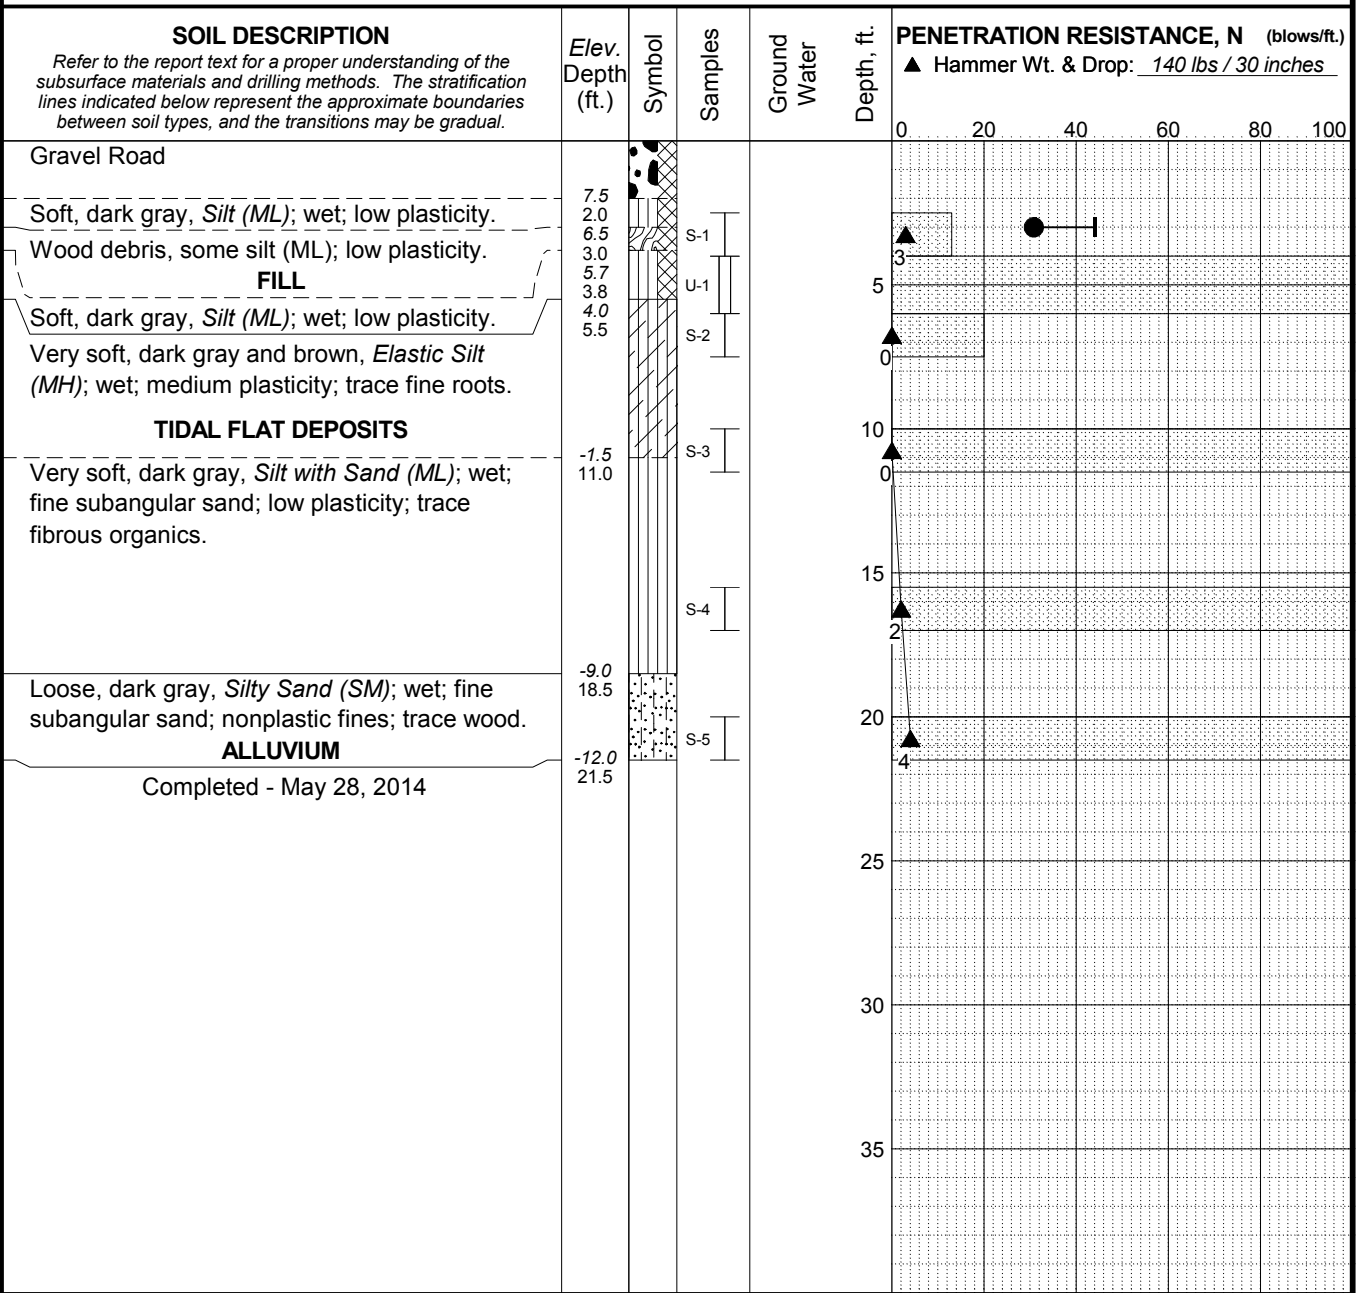 SOIL DESCRIPTION
Refer to the report text for a proper understanding of the
subsurface materials and drilling methods. The stratification
lines indicated below represent the approximate boundaries
between soil types, and the transitions may be gradual.
Elev.
Depth
(ft.)
Symbol
Samples
Ground
Water
Depth, ft.
PENETRATION RESISTANCE, N (blows/ft.)
▲ Hammer Wt. & Drop: 140 lbs / 30 inches
0 20 40 60 80 100
Gravel Road
7.5
2.0
Soft, dark gray, Silt (ML); wet; low plasticity.
6.5
3.0
Wood debris, some silt (ML); low plasticity.
FILL
5.7
3.8
Soft, dark gray, Silt (ML); wet; low plasticity.
4.0
5.5
Very soft, dark gray and brown, Elastic Silt
(MH); wet; medium plasticity; trace fine roots.
TIDAL FLAT DEPOSITS
-1.5
11.0
Very soft, dark gray, Silt with Sand (ML); wet;
fine subangular sand; low plasticity; trace
fibrous organics.
-9.0
18.5
Loose, dark gray, Silty Sand (SM); wet; fine
subangular sand; nonplastic fines; trace wood.
ALLUVIUM
-12.0
21.5
Completed - May 28, 2014
S-1
U-1
S-2
S-3
S-4
S-5
5
10
15
20
25
30
35
3
0
0
2
4